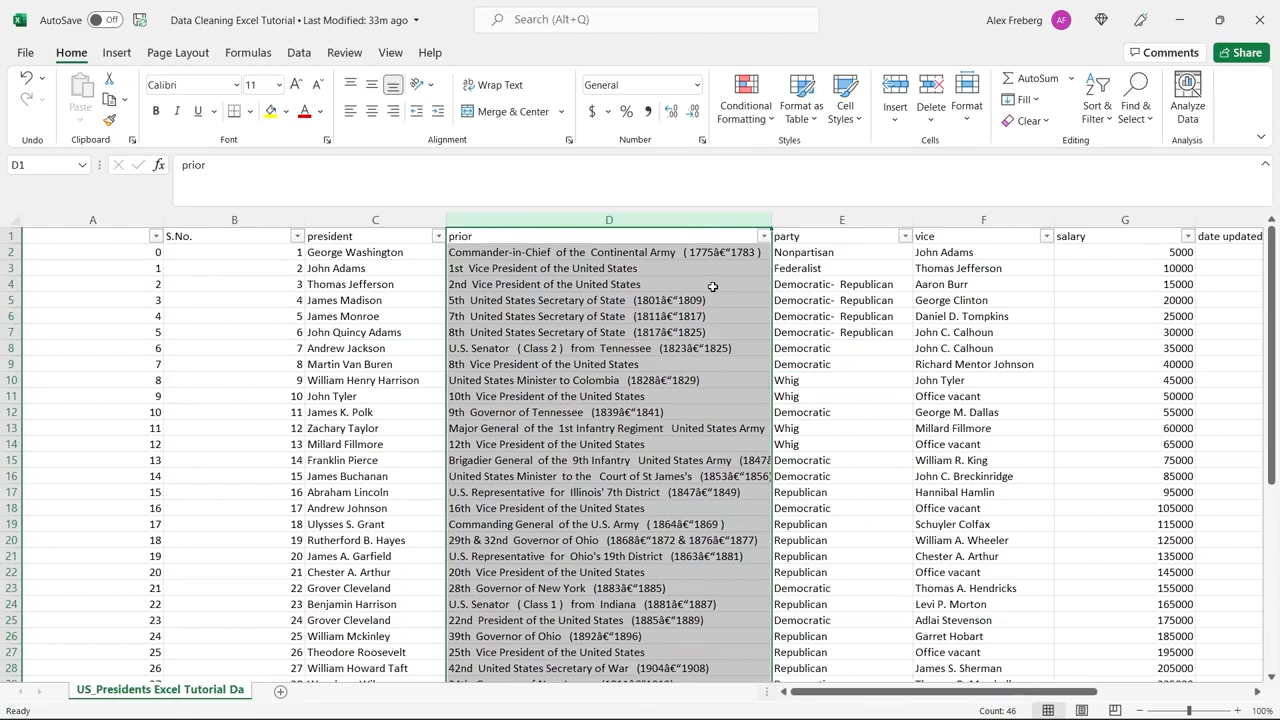 AutoSave Off Data Cleaning Excel Tutorial • Last Modified: 33m ago Search (Alt+Q) Alex Freberg AF
File Home Insert Page Layout Formulas Data Review View Help Comments Share
Paste Calibri 11 Wrap Text General Conditional Formatting Format as Table Cell Styles Insert Delete Format AutoSum Sort & Filter Find & Select Analyze Data
B I U Merge & Center $ % Fill
Clear
Undo Clipboard Font Alignment Number Styles Cells Editing Analysis
D1 fx prior
A B C D E F G
1 S.No. president prior party vice salary date updated
2 0 1 George Washington Commander-in-Chief of the Continental Army ( 1775â€“1783 ) Nonpartisan John Adams 5000
3 1 2 John Adams 1st Vice President of the United States Federalist Thomas Jefferson 10000
4 2 3 Thomas Jefferson 2nd Vice President of the United States Democratic- Republican Aaron Burr 15000
5 3 4 James Madison 5th United States Secretary of State (1801â€“1809) Democratic- Republican George Clinton 20000
6 4 5 James Monroe 7th United States Secretary of State (1811â€“1817) Democratic- Republican Daniel D. Tompkins 25000
7 5 6 John Quincy Adams 8th United States Secretary of State (1817â€“1825) Democratic- Republican John C. Calhoun 30000
8 6 7 Andrew Jackson U.S. Senator ( Class 2 ) from Tennessee (1823â€“1825) Democratic John C. Calhoun 35000
9 7 8 Martin Van Buren 8th Vice President of the United States Democratic Richard Mentor Johnson 40000
10 8 9 William Henry Harrison United States Minister to Colombia (1828â€“1829) Whig John Tyler 45000
11 9 10 John Tyler 10th Vice President of the United States Whig Office vacant 50000
12 10 11 James K. Polk 9th Governor of Tennessee (1839â€“1841) Democratic George M. Dallas 55000
13 11 12 Zachary Taylor Major General of the 1st Infantry Regiment United States Army Whig Millard Fillmore 60000
14 12 13 Millard Fillmore 12th Vice President of the United States Whig Office vacant 65000
15 13 14 Franklin Pierce Brigadier General of the 9th Infantry United States Army (1847â Democratic William R. King 75000
16 14 15 James Buchanan United States Minister to the Court of St James's (1853â€“1856) Democratic John C. Breckinridge 85000
17 15 16 Abraham Lincoln U.S. Representative for Illinois' 7th District (1847â€“1849) Republican Hannibal Hamlin 95000
18 16 17 Andrew Johnson 16th Vice President of the United States Democratic Office vacant 105000
19 17 18 Ulysses S. Grant Commanding General of the U.S. Army ( 1864â€“1869 ) Republican Schuyler Colfax 115000
20 18 19 Rutherford B. Hayes 29th & 32nd Governor of Ohio (1868â€“1872 & 1876â€“1877) Republican William A. Wheeler 125000
21 19 20 James A. Garfield U.S. Representative for Ohio's 19th District (1863â€“1881) Republican Chester A. Arthur 135000
22 20 21 Chester A. Arthur 20th Vice President of the United States Republican Office vacant 145000
23 21 22 Grover Cleveland 28th Governor of New York (1883â€“1885) Democratic Thomas A. Hendricks 155000
24 22 23 Benjamin Harrison U.S. Senator ( Class 1 ) from Indiana (1881â€“1887) Republican Levi P. Morton 165000
25 23 24 Grover Cleveland 22nd President of the United States (1885â€“1889) Democratic Adlai Stevenson 175000
26 24 25 William Mckinley 39th Governor of Ohio (1892â€“1896) Republican Garret Hobart 185000
27 25 26 Theodore Roosevelt 25th Vice President of the United States Republican Office vacant 195000
28 26 27 William Howard Taft 42nd United States Secretary of War (1904â€“1908) Republican James S. Sherman 205000
US_Presidents Excel Tutorial Da
Ready Count: 46 100%